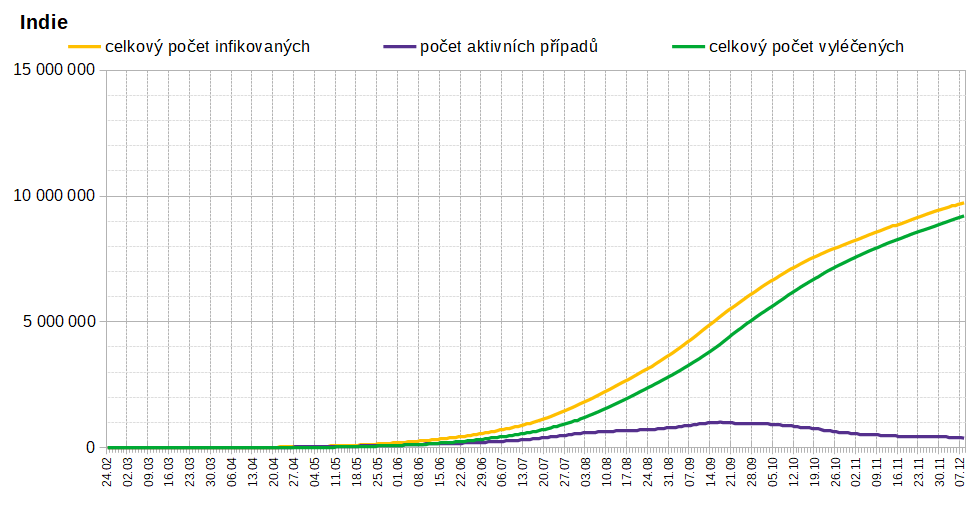 Indie
celkový počet infikovaných počet aktivních případů celkový počet vyléčených
15 000 000
10 000 000
5 000 000
0
24.02 02.03 09.03 16.03 23.03 30.03 06.04 13.04 20.04 27.04 04.05 11.05 18.05 25.05 01.06 08.06 15.06 22.06 29.06 06.07 13.07 20.07 27.07 03.08 10.08 17.08 24.08 31.08 07.09 14.09 21.09 28.09 05.10 12.10 19.10 26.10 02.11 09.11 16.11 23.11 30.11 07.12